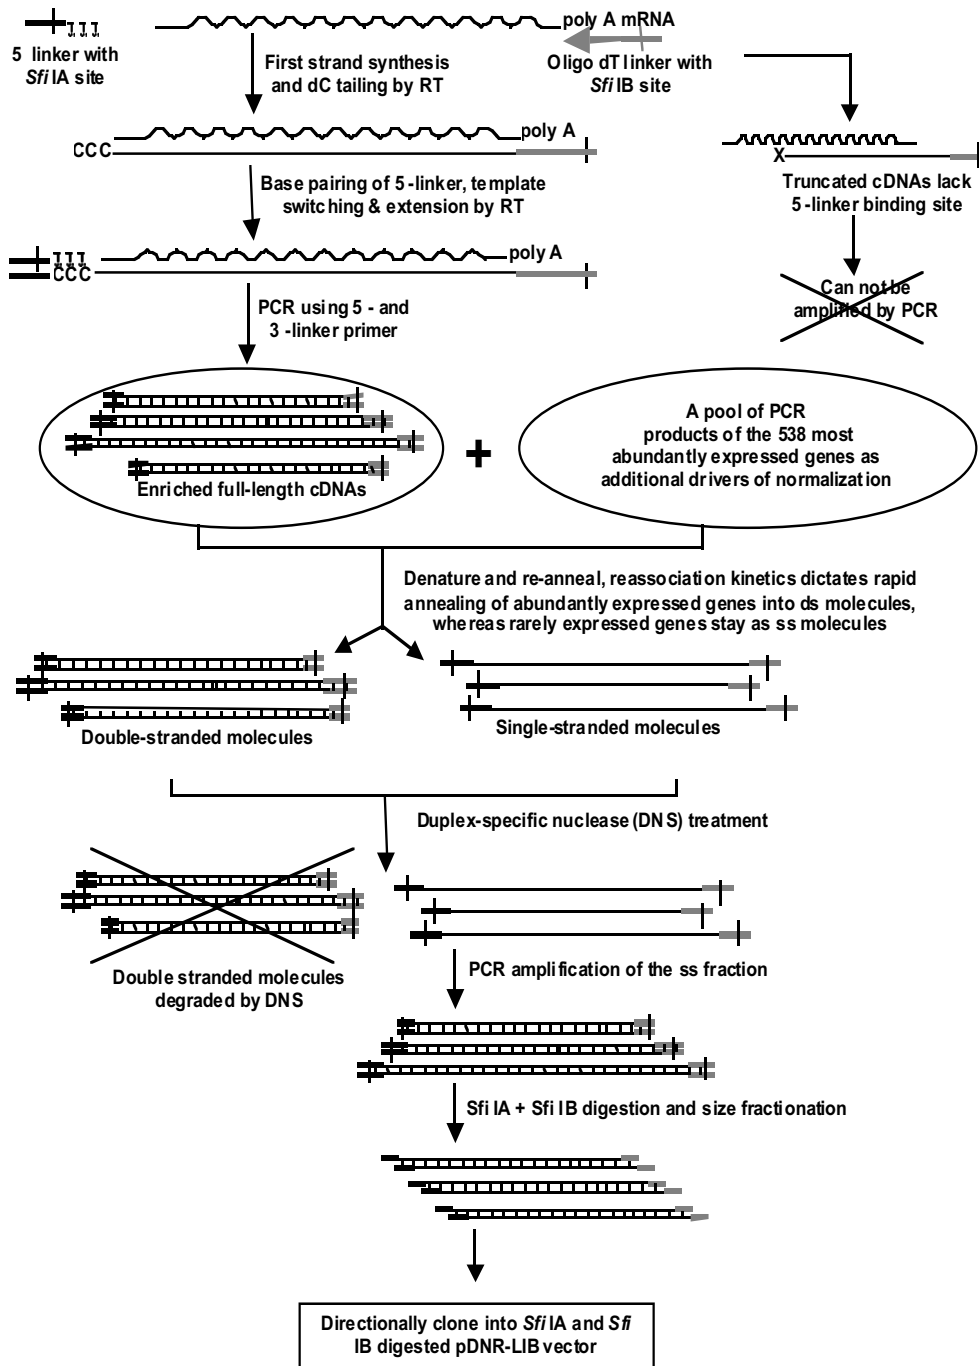 poly A mRNA
5 linker with
Sfi IA site
TTT
First strand synthesis
and dC tailing by RT
Oligo dT linker with
Sfi IB site
poly A
CCC
X
Truncated cDNAs lack
5-linker binding site
Base pairing of 5-linker, template
switching & extension by RT
TTT
poly A
CCC
Can not be
amplified by PCR
PCR using 5 - and
3 -linker primer
Enriched full-length cDNAs
+
A pool of PCR
products of the 538 most
abundantly expressed genes as
additional drivers of normalization
Denature and re-anneal, reassociation kinetics dictates rapid
annealing of abundantly expressed genes into ds molecules,
whereas rarely expressed genes stay as ss molecules
Double-stranded molecules
Single-stranded molecules
Duplex-specific nuclease (DNS) treatment
Double stranded molecules
degraded by DNS
PCR amplification of the ss fraction
Sfi IA + Sfi IB digestion and size fractionation
Directionally clone into Sfi IA and Sfi
IB digested pDNR-LIB vector